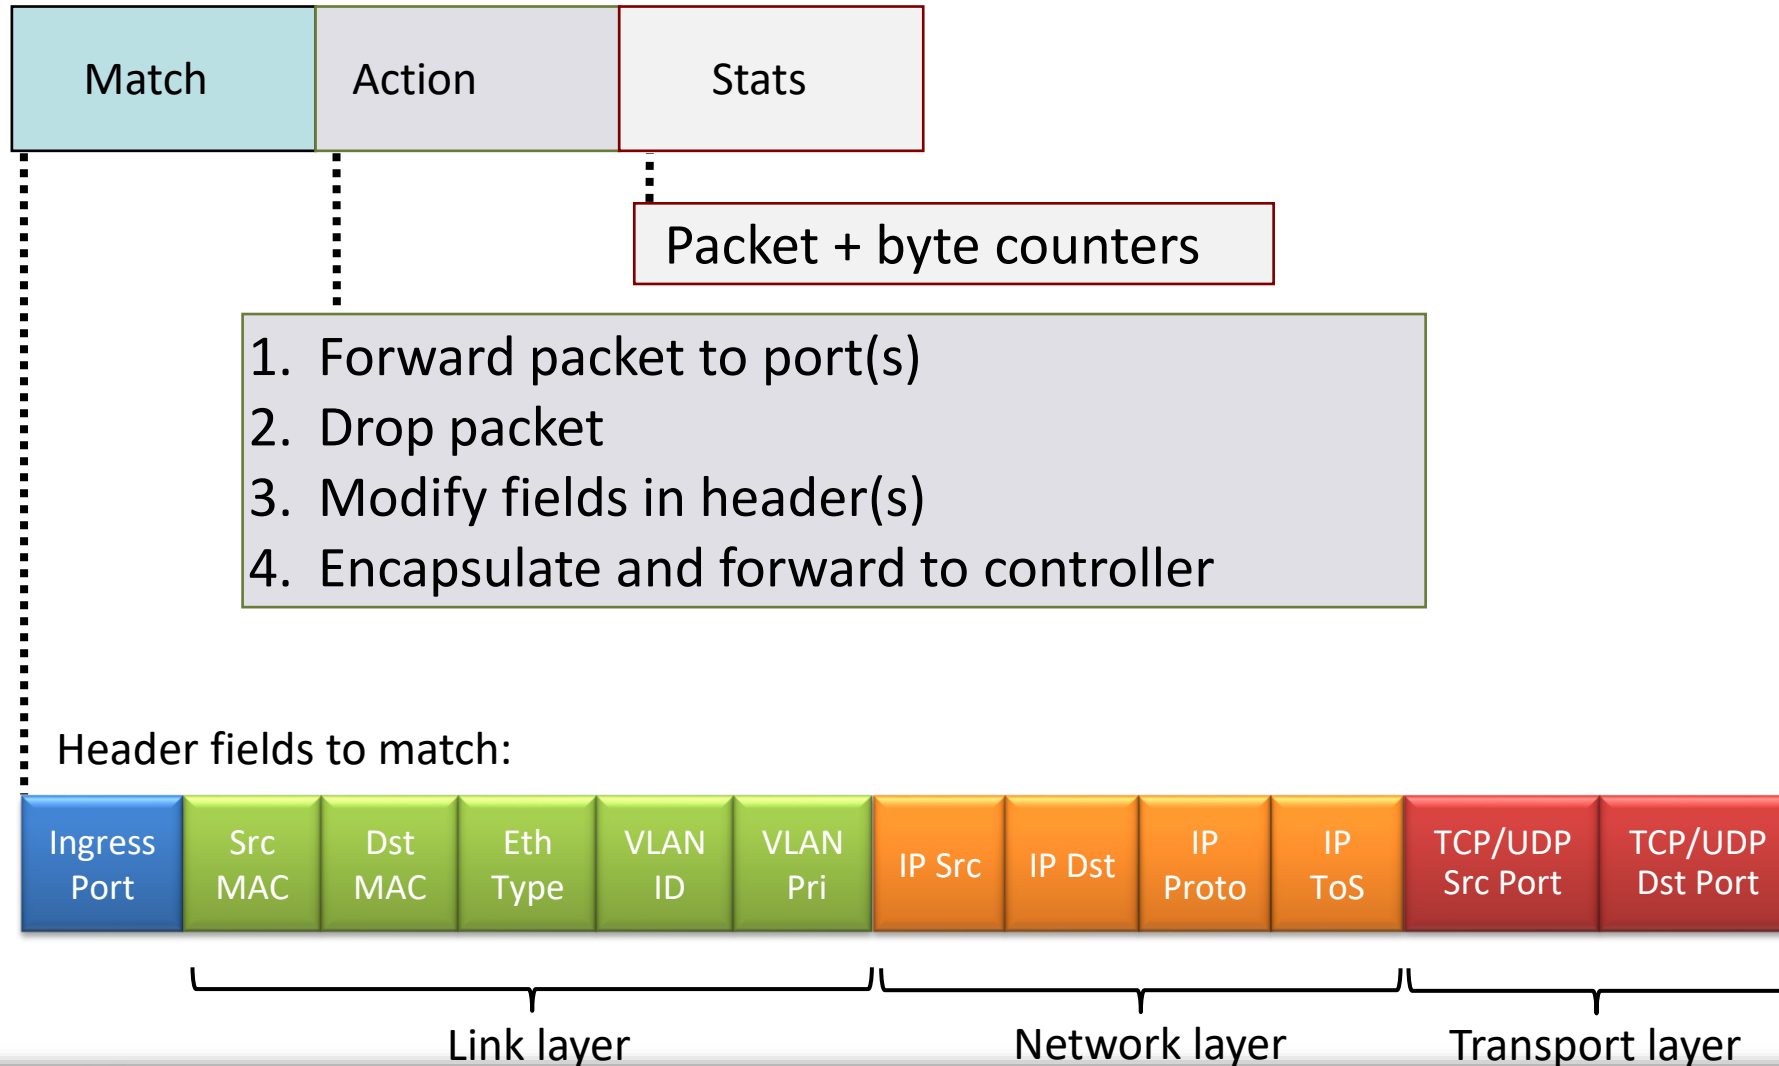 Match
Action
Stats
Packet + byte counters
1. Forward packet to port(s)
2. Drop packet
3. Modify fields in header(s)
4. Encapsulate and forward to controller
Header fields to match:
Ingress
Port
Src
MAC
Dst
MAC
Eth
Type
VLAN
ID
VLAN
Pri
IP Src
IP Dst
IP
Proto
IP
ToS
TCP/UDP
Src Port
TCP/UDP
Dst Port
Link layer
Network layer
Transport layer